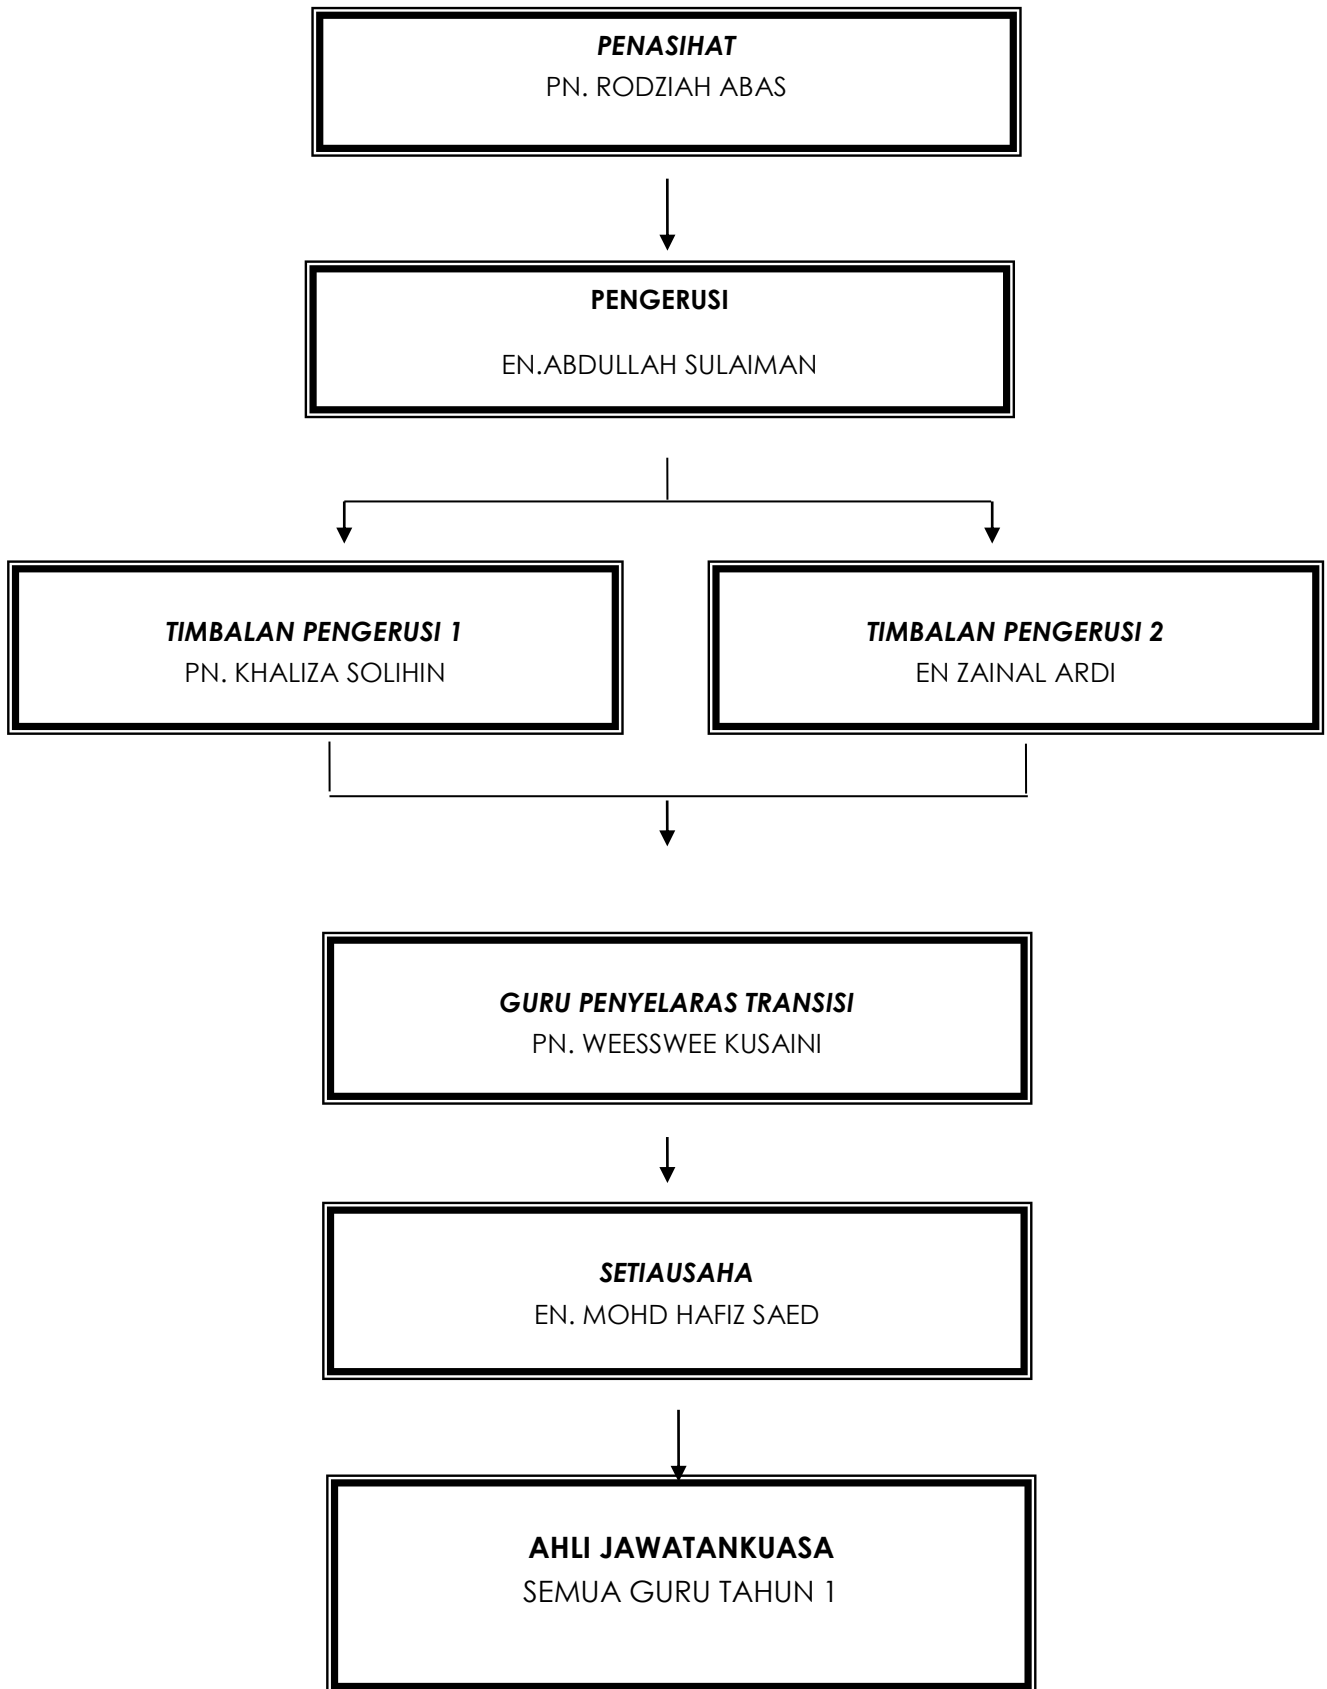 PENASIHAT
PN. RODZIAH ABAS
PENGERUSI
EN.ABDULLAH SULAIMAN
TIMBALAN PENGERUSI 1
PN. KHALIZA SOLIHIN
TIMBALAN PENGERUSI 2
EN ZAINAL ARDI
GURU PENYELARAS TRANSISI
PN. WEESSWEE KUSAINI
SETIAUSAHA
EN. MOHD HAFIZ SAED
AHLI JAWATANKUASA
SEMUA GURU TAHUN 1